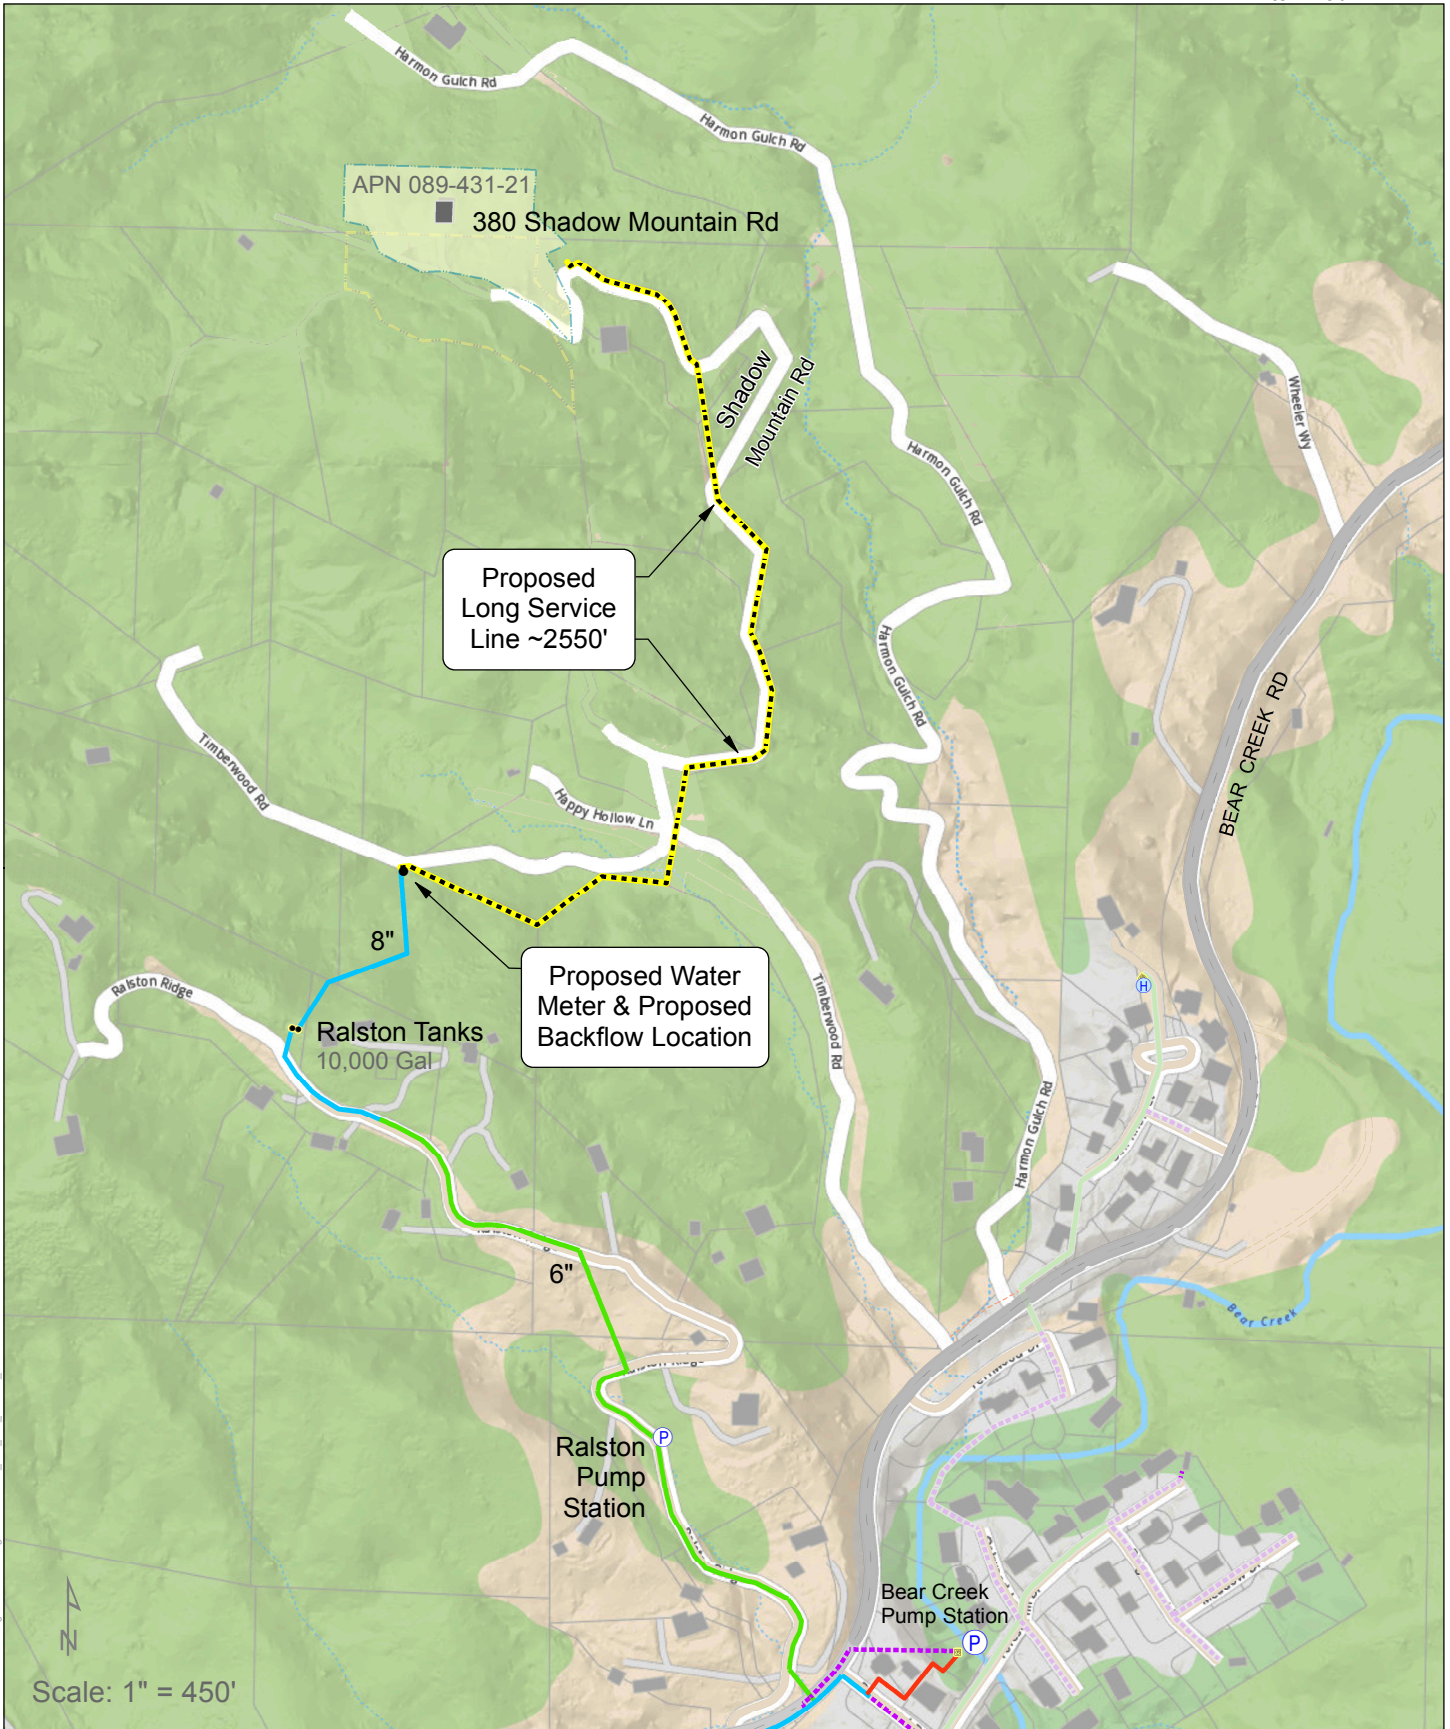 Harmon Gulch Rd
Harmon Gulch Rd
APN 089-431-21
380 Shadow Mountain Rd
Shadow
Mountain Rd
Wheeler Wy
Harmon Gulch Rd
Proposed
Long Service
Line ~2550'
Harmon Gulch Rd
BEAR CREEK RD
Timberwood Rd
Happy Hollow Ln
8"
Proposed Water
Meter & Proposed
Backflow Location
Ralston Ridge
Timberwood Rd
H
Ralston Tanks
10,000 Gal
Harmon Gulch Rd
6"
Bear Creek
Ralston Ridge
P
Ralston
Pump
Station
Bear Creek
Pump Station
P
N
Scale: 1" = 450'